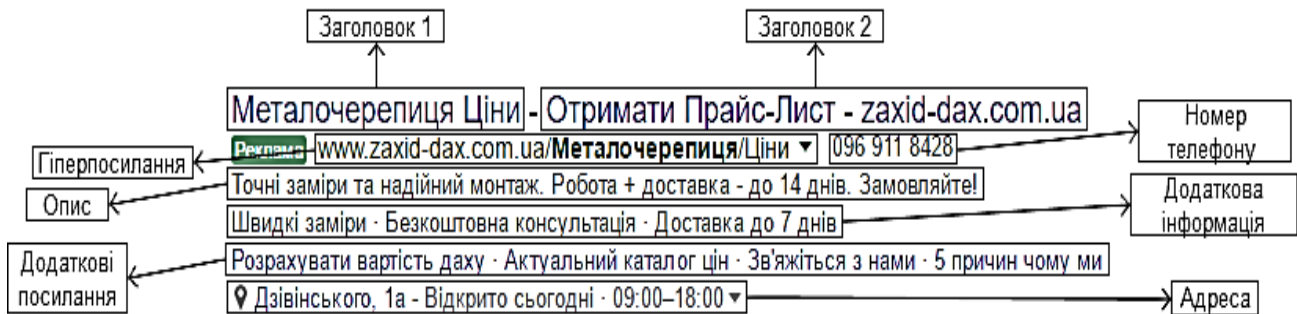 Заголовок 1
Заголовок 2
Металочерепиця Ціни - Отримати Прайс-Лист - zaxid-dax.com.ua
Номер
телефону
Реклама www.zaxid-dax.com.ua/Металочерепиця/Ціни ▼ 096 911 8428
Гіперпосилання
Точні заміри та надійний монтаж. Робота + доставка - до 14 днів. Замовляйте!
Опис
Додаткова
інформація
Швидкі заміри · Безкоштовна консультація · Доставка до 7 днів
Додаткові
посилання
Розрахувати вартість даху · Актуальний каталог цін · Зв'яжіться з нами · 5 причин чому ми
Дзівінського, 1а - Відкрито сьогодні · 09:00–18:00 ▼
Адреса